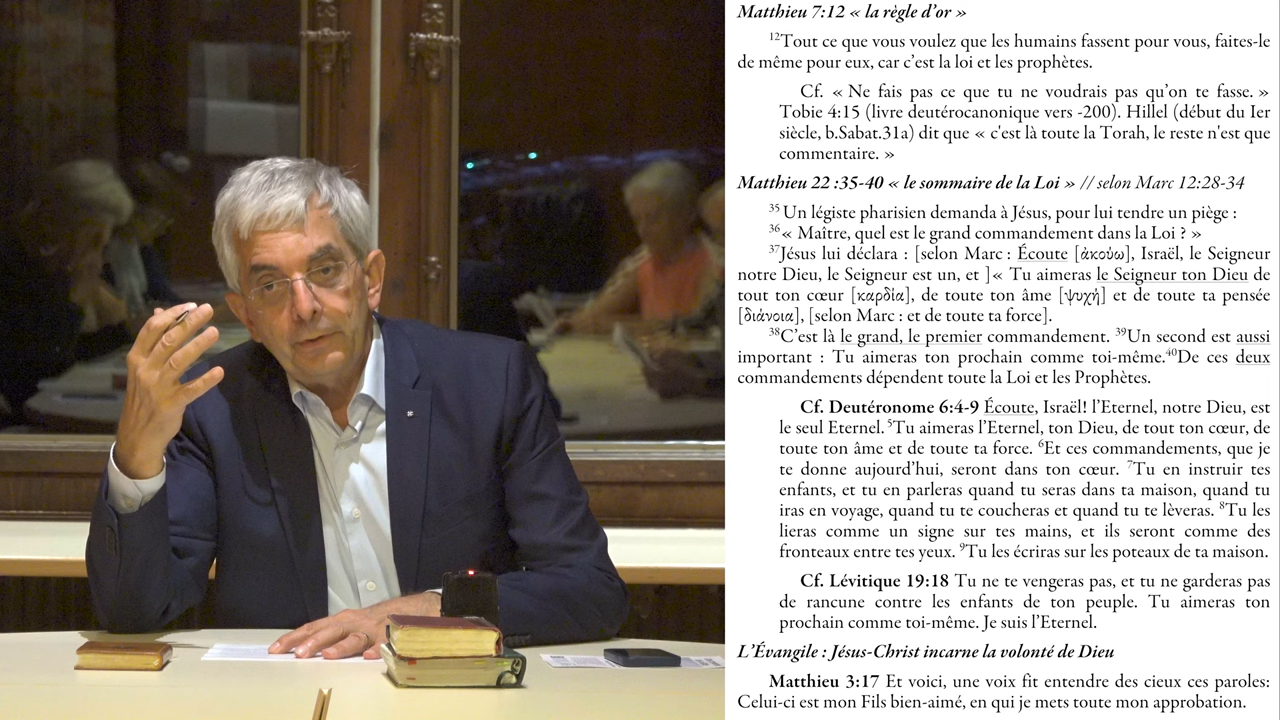 Matthieu 7:12 « la règle d’or »
12Tout ce que vous voulez que les humains fassent pour vous, faites-le
de même pour eux, car c’est la loi et les prophètes.
Cf. « Ne fais pas ce que tu ne voudrais pas qu’on te fasse. »
Tobie 4:15 (livre deutérocanonique vers -200). Hillel (début du Ier
siècle, b.Sabat.31a) dit que « c'est là toute la Torah, le reste n'est que
commentaire. »
Matthieu 22 :35-40 « le sommaire de la Loi » // selon Marc 12:28-34
35 Un légiste pharisien demanda à Jésus, pour lui tendre un piège :
36« Maître, quel est le grand commandement dans la Loi ? »
37Jésus lui déclara : [selon Marc : Écoute [ἀκούω], Israël, le Seigneur
notre Dieu, le Seigneur est un, et ]« Tu aimeras le Seigneur ton Dieu de
tout ton cœur [καρδία], de toute ton âme [ψυχή] et de toute ta pensée
[διάνοια], [selon Marc : et de toute ta force].
38C’est là le grand, le premier commandement. 39Un second est aussi
important : Tu aimeras ton prochain comme toi-même.40De ces deux
commandements dépendent toute la Loi et les Prophètes.
Cf. Deutéronome 6:4-9 Écoute, Israël! l’Eternel, notre Dieu, est
le seul Eternel. 5Tu aimeras l’Eternel, ton Dieu, de tout ton cœur, de
toute ton âme et de toute ta force. 6Et ces commandements, que je
te donne aujourd’hui, seront dans ton cœur. 7Tu en instruir tes
enfants, et tu en parleras quand tu seras dans ta maison, quand tu
iras en voyage, quand tu te coucheras et quand tu te lèveras. 8Tu les
lieras comme un signe sur tes mains, et ils seront comme des
fronteaux entre tes yeux. 9Tu les écriras sur les poteaux de ta maison.
Cf. Lévitique 19:18 Tu ne te vengeras pas, et tu ne garderas pas
de rancune contre les enfants de ton peuple. Tu aimeras ton
prochain comme toi-même. Je suis l’Eternel.
L’Évangile : Jésus-Christ incarne la volonté de Dieu
Matthieu 3:17 Et voici, une voix fit entendre des cieux ces paroles:
Celui-ci est mon Fils bien-aimé, en qui je mets toute mon approbation.